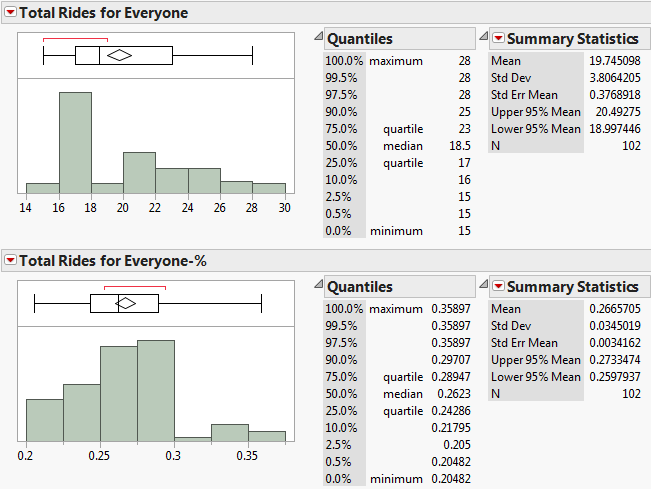 Total Rides for Everyone
Quantiles
100.0% maximum 28
99.5% 28
97.5% 28
90.0% 25
75.0% quartile 23
50.0% median 18.5
25.0% quartile 17
10.0% 16
2.5% 15
0.5% 15
0.0% minimum 15
Summary Statistics
Mean 19.745098
Std Dev 3.8064205
Std Err Mean 0.3768918
Upper 95% Mean 20.49275
Lower 95% Mean 18.997446
N 102
14 16 18 20 22 24 26 28 30
Total Rides for Everyone-%
Quantiles
100.0% maximum 0.35897
99.5% 0.35897
97.5% 0.35897
90.0% 0.29707
75.0% quartile 0.28947
50.0% median 0.2623
25.0% quartile 0.24286
10.0% 0.21795
2.5% 0.205
0.5% 0.20482
0.0% minimum 0.20482
Summary Statistics
Mean 0.2665705
Std Dev 0.0345019
Std Err Mean 0.0034162
Upper 95% Mean 0.2733474
Lower 95% Mean 0.2597937
N 102
0.2 0.25 0.3 0.35